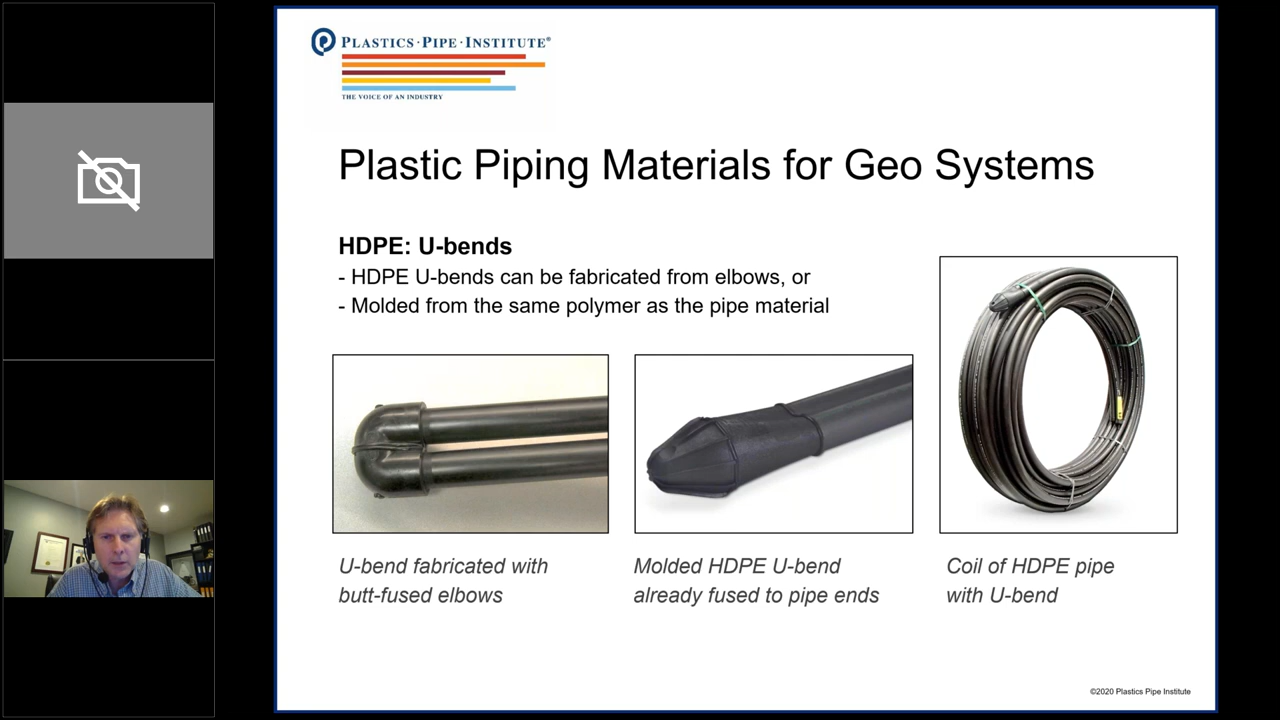 PLASTICS·PIPE·INSTITUTE®
THE VOICE OF AN INDUSTRY
Plastic Piping Materials for Geo Systems
HDPE: U-bends
- HDPE U-bends can be fabricated from elbows, or
- Molded from the same polymer as the pipe material
U-bend fabricated with
butt-fused elbows
Molded HDPE U-bend
already fused to pipe ends
Coil of HDPE pipe
with U-bend
©2020 Plastics Pipe Institute